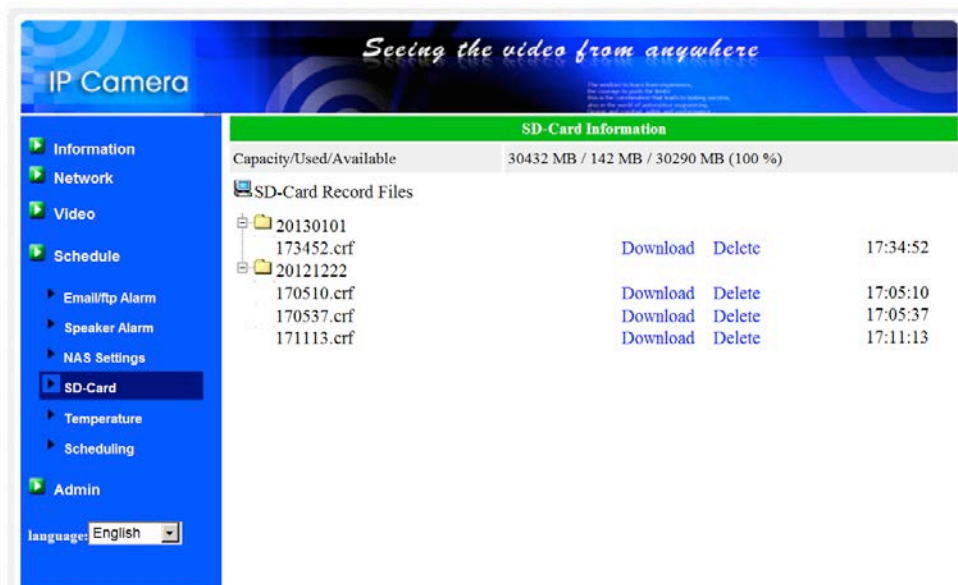 Seeing the video from anywhere
IP Camera
SD-Card Information
Information
Network
Video
Schedule
Email/ftp Alarm
Speaker Alarm
NAS Settings
SD-Card
Temperature
Scheduling
Admin
language: English
Capacity/Used/Available 30432 MB / 142 MB / 30290 MB (100 %)
SD-Card Record Files
20130101
173452.crf Download Delete 17:34:52
20121222
170510.crf Download Delete 17:05:10
170537.crf Download Delete 17:05:37
171113.crf Download Delete 17:11:13